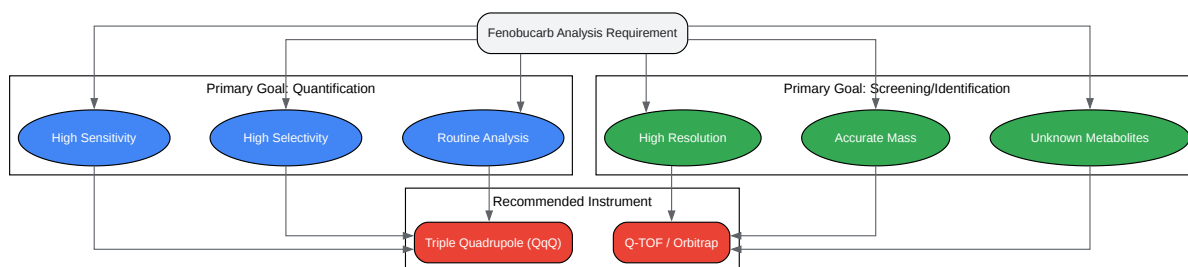 Fenobucarb Analysis Requirement
Primary Goal: Quantification
Primary Goal: Screening/Identification
High Sensitivity
High Selectivity
Routine Analysis
High Resolution
Accurate Mass
Unknown Metabolites
Recommended Instrument
Triple Quadrupole (QqQ)
Q-TOF / Orbitrap